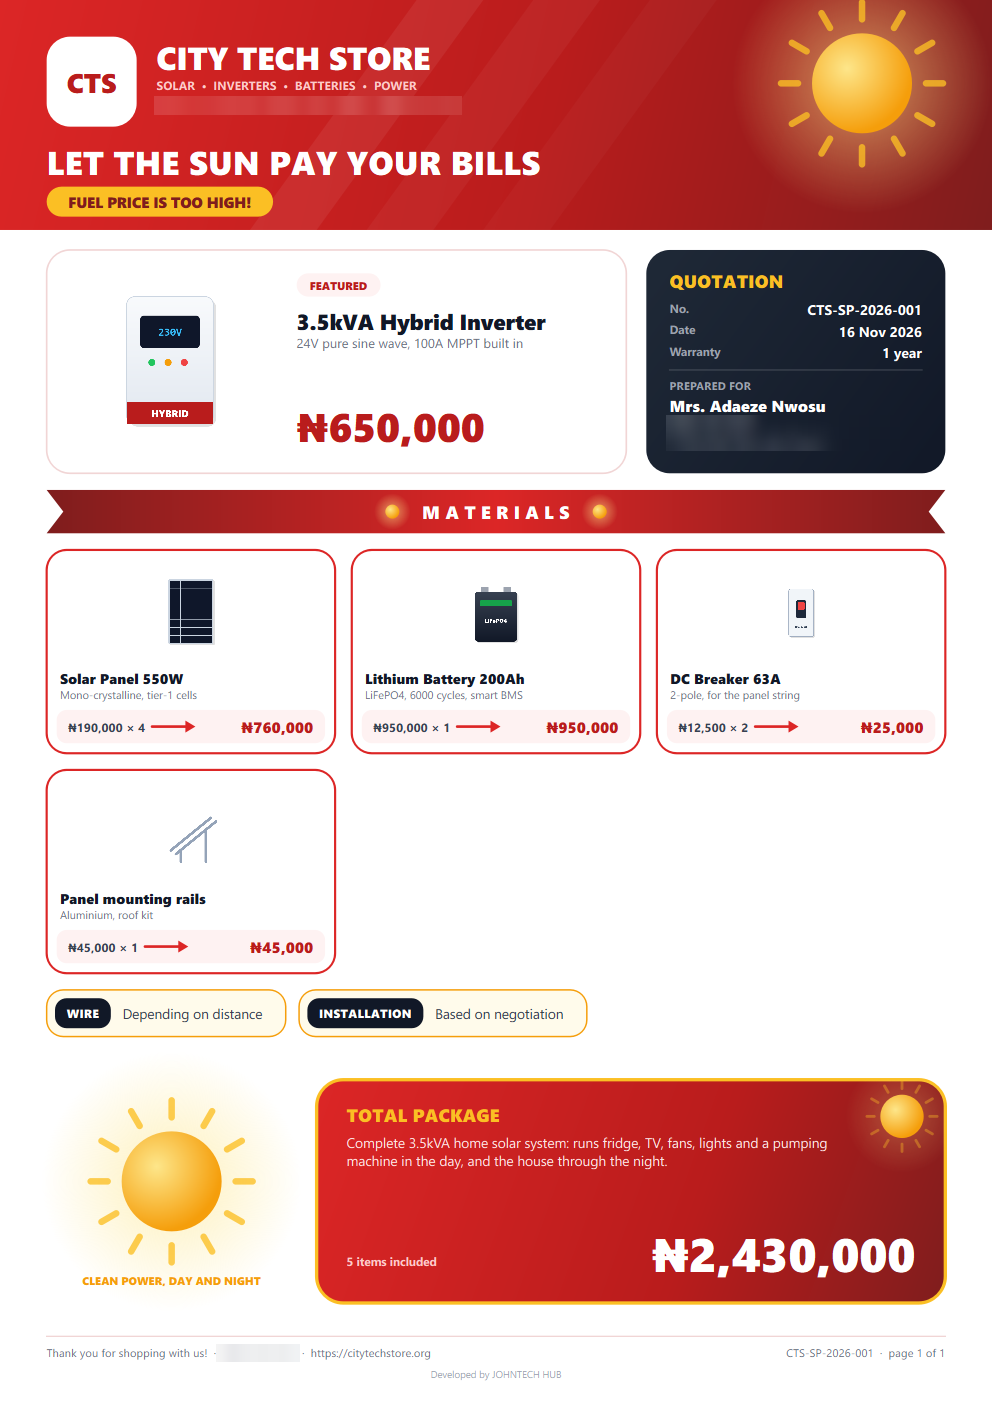 CTS
CITY TECH STORE
SOLAR • INVERTERS • BATTERIES • POWER
LET THE SUN PAY YOUR BILLS
FUEL PRICE IS TOO HIGH!
230V
HYBRID
FEATURED
3.5kVA Hybrid Inverter
24V pure sine wave, 100A MPPT built in
₦650,000
QUOTATION
No. CTS-SP-2026-001
Date 16 Nov 2026
Warranty 1 year
PREPARED FOR
Mrs. Adaeze Nwosu
MATERIALS
Solar Panel 550W
Mono-crystalline, tier-1 cells
₦190,000 × 4 ₦760,000
LiFePO4
Lithium Battery 200Ah
LiFePO4, 6000 cycles, smart BMS
₦950,000 × 1 ₦950,000
DC Breaker 63A
2-pole, for the panel string
₦12,500 × 2 ₦25,000
Panel mounting rails
Aluminium, roof kit
₦45,000 × 1 ₦45,000
WIRE Depending on distance
INSTALLATION Based on negotiation
CLEAN POWER, DAY AND NIGHT
TOTAL PACKAGE
Complete 3.5kVA home solar system: runs fridge, TV, fans, lights and a pumping
machine in the day, and the house through the night.
5 items included
₦2,430,000
Thank you for shopping with us! · · https://citytechstore.org
CTS-SP-2026-001 · page 1 of 1
Developed by JOHNTECH HUB